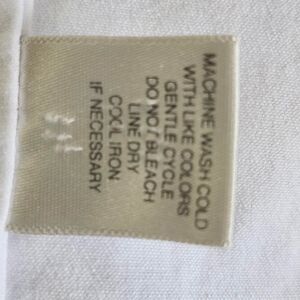 MACHINE WASH COLD
WITH LIKE COLORS
GENTLE CYCLE
DO NOT BLEACH
LINE DRY
COOL IRON
IF NECESSARY